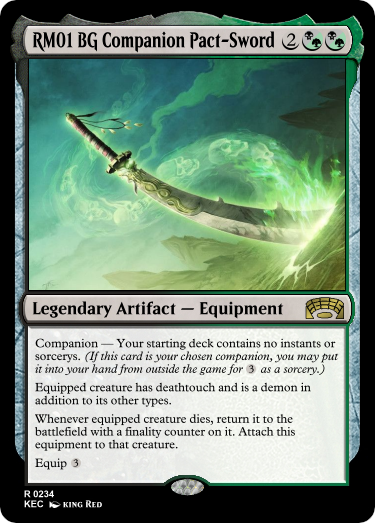 RM01 BG Companion Pact-Sword 2
Legendary Artifact — Equipment
Companion — Your starting deck contains no instants or
sorcerys. (If this card is your chosen companion, you may put
it into your hand from outside the game for 3 as a sorcery.)
Equipped creature has deathtouch and is a demon in
addition to its other types.
Whenever equipped creature dies, return it to the
battlefield with a finality counter on it. Attach this
equipment to that creature.
Equip 3
R 0234
KEC KING RED